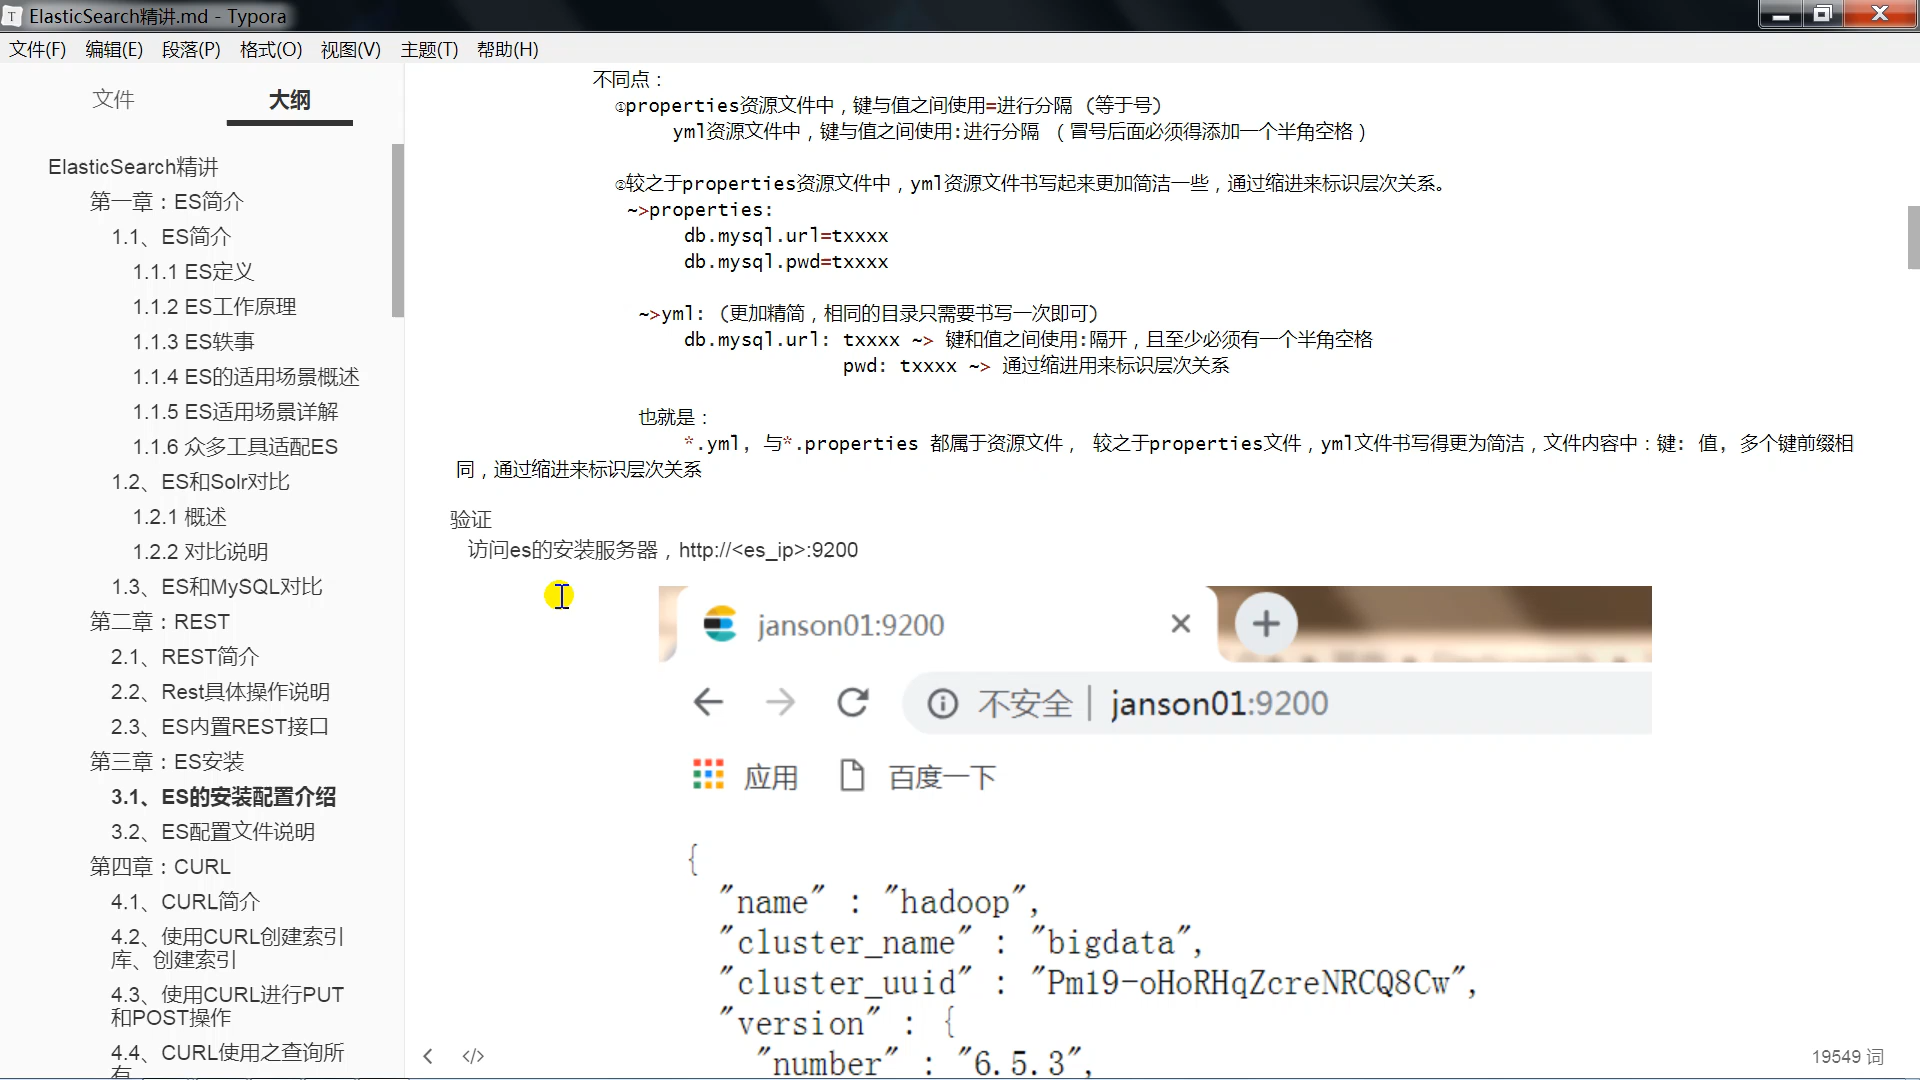 ElasticSearch精讲.md - Typora
文件(F) 编辑(E) 段落(P) 格式(O) 视图(V) 主题(T) 帮助(H)
文件 大纲
ElasticSearch精讲
第一章：ES简介
1.1、ES简介
1.1.1 ES定义
1.1.2 ES工作原理
1.1.3 ES轶事
1.1.4 ES的适用场景概述
1.1.5 ES适用场景详解
1.1.6 众多工具适配ES
1.2、ES和Solr对比
1.2.1 概述
1.2.2 对比说明
1.3、ES和MySQL对比
第二章：REST
2.1、REST简介
2.2、Rest具体操作说明
2.3、ES内置REST接口
第三章：ES安装
3.1、ES的安装配置介绍
3.2、ES配置文件说明
第四章：CURL
4.1、CURL简介
4.2、使用CURL创建索引
库、创建索引
4.3、使用CURL进行PUT
和POST操作
4.4、CURL使用之查询所
有
不同点：
①properties资源文件中，键与值之间使用=进行分隔 （等于号）
yml资源文件中，键与值之间使用:进行分隔 （ 冒号后面必须得添加一个半角空格 ）
②较之于properties资源文件中，yml资源文件书写起来更加简洁一些，通过缩进来标识层次关系。
~>properties:
db.mysql.url=txxxx
db.mysql.pwd=txxxx
~>yml: （更加精简，相同的目录只需要书写一次即可）
db.mysql.url: txxxx ~> 键和值之间使用:隔开，且至少必须有一个半角空格
pwd: txxxx ~> 通过缩进用来标识层次关系
也就是：
*.yml，与*.properties 都属于资源文件， 较之于properties文件，yml文件书写得更为简洁，文件内容中：键: 值，多个键前缀相
同，通过缩进来标识层次关系
验证
访问es的安装服务器，http://<es_ip>:9200
janson01:9200
不安全 | janson01:9200
应用 百度一下
{
"name" : "hadoop",
"cluster_name" : "bigdata",
"cluster_uuid" : "Pm19-oHoRHqZcreNRCQ8Cw",
"version" : {
"number" : "6.5.3",
19549 词